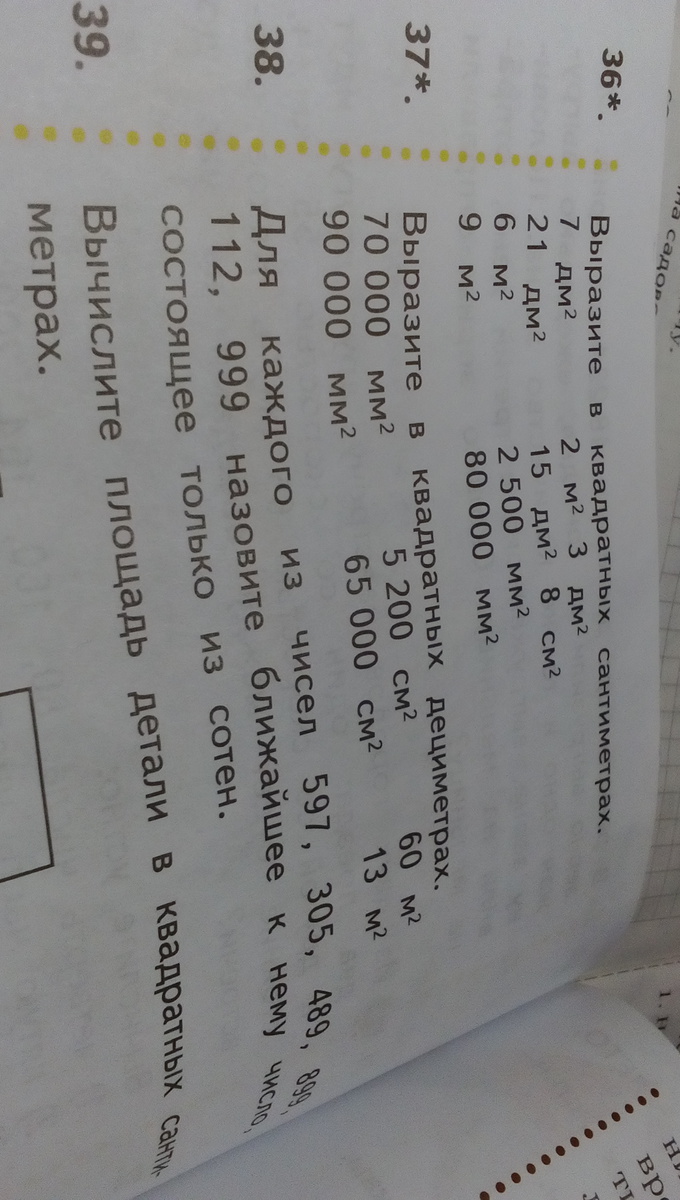 36*. Выразите в квадратных сантиметрах.
7 дм² 2 м² 3 дм²
21 дм² 15 дм² 8 см²
6 м² 2 500 мм²
9 м² 80 000 мм²
37*. Выразите в квадратных дециметрах.
70 000 мм² 5 200 см² 60 м²
90 000 мм² 65 000 см² 13 м²
38. Для каждого из чисел 597, 305, 489, 899,
112, 999 назовите ближайшее к нему число,
состоящее только из сотен.
39. Вычислите площадь детали в квадратных санти-
метрах.